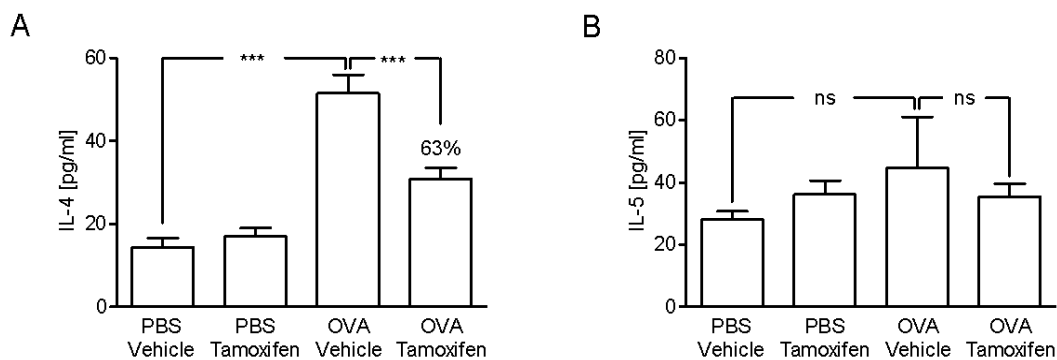 A
IL-4 [pg/ml]
60
40
20
0
***
***
63%
PBS
Vehicle
PBS
Tamoxifen
OVA
Vehicle
OVA
Tamoxifen
B
IL-5 [pg/ml]
80
60
40
20
0
ns
ns
PBS
Vehicle
PBS
Tamoxifen
OVA
Vehicle
OVA
Tamoxifen